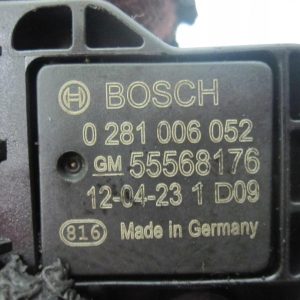 BOSCH
0 281 006 052
GM 55568176
12-04-23 1 D09
816 Made in Germany